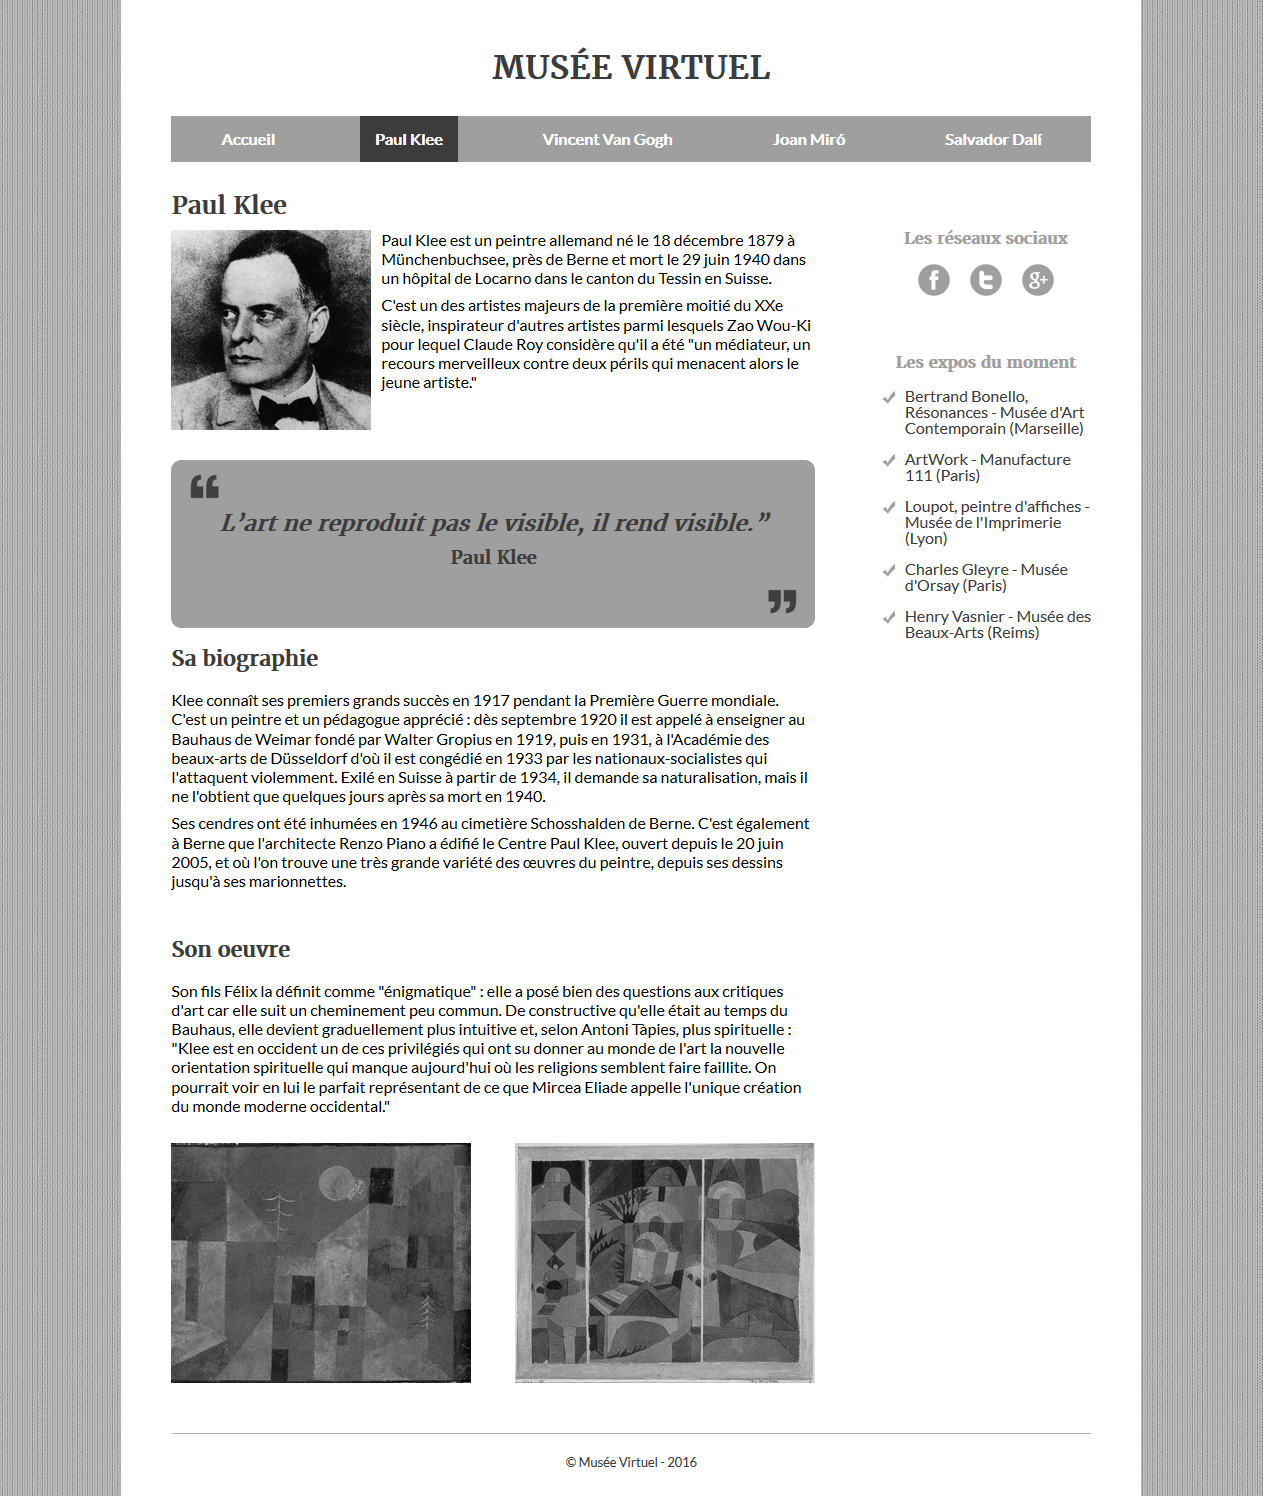 MUSÉE VIRTUEL
Accueil Paul Klee Vincent Van Gogh Joan Miró Salvador Dalí
Paul Klee
Paul Klee est un peintre allemand né le 18 décembre 1879 à
Münchenbuchsee, près de Berne et mort le 29 juin 1940 dans
un hôpital de Locarno dans le canton du Tessin en Suisse.
C'est un des artistes majeurs de la première moitié du XXe
siècle, inspirateur d'autres artistes parmi lesquels Zao Wou-Ki
pour lequel Claude Roy considère qu'il a été "un médiateur, un
recours merveilleux contre deux périls qui menacent alors le
jeune artiste."
“
L’art ne reproduit pas le visible, il rend visible.”
Paul Klee
”
Sa biographie
Klee connaît ses premiers grands succès en 1917 pendant la Première Guerre mondiale.
C'est un peintre et un pédagogue apprécié : dès septembre 1920 il est appelé à enseigner au
Bauhaus de Weimar fondé par Walter Gropius en 1919, puis en 1931, à l'Académie des
beaux-arts de Düsseldorf d'où il est congédié en 1933 par les nationaux-socialistes qui
l'attaquent violemment. Exilé en Suisse à partir de 1934, il demande sa naturalisation, mais il
ne l'obtient que quelques jours après sa mort en 1940.
Ses cendres ont été inhumées en 1946 au cimetière Schosshalden de Berne. C'est également
à Berne que l'architecte Renzo Piano a édifié le Centre Paul Klee, ouvert depuis le 20 juin
2005, et où l'on trouve une très grande variété des œuvres du peintre, depuis ses dessins
jusqu'à ses marionnettes.
Son oeuvre
Son fils Félix la définit comme "énigmatique" : elle a posé bien des questions aux critiques
d'art car elle suit un cheminement peu commun. De constructive qu'elle était au temps du
Bauhaus, elle devient graduellement plus intuitive et, selon Antoni Tàpies, plus spirituelle :
"Klee est en occident un de ces privilégiés qui ont su donner au monde de l'art la nouvelle
orientation spirituelle qui manque aujourd'hui où les religions semblent faire faillite. On
pourrait voir en lui le parfait représentant de ce que Mircea Eliade appelle l'unique création
du monde moderne occidental."
Les réseaux sociaux
f t g+
Les expos du moment
Bertrand Bonello,
Résonances - Musée d'Art
Contemporain (Marseille)
ArtWork - Manufacture
111 (Paris)
Loupot, peintre d'affiches -
Musée de l'Imprimerie
(Lyon)
Charles Gleyre - Musée
d'Orsay (Paris)
Henry Vasnier - Musée des
Beaux-Arts (Reims)
© Musée Virtuel - 2016